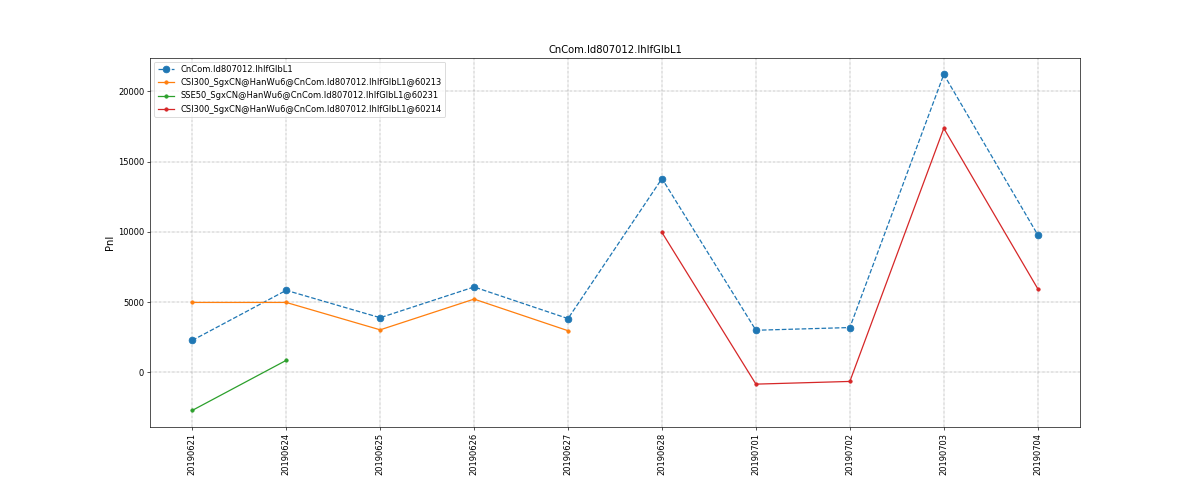 CnCom.Id807012.IhIfGlbL1
CnCom.Id807012.IhIfGlbL1
CSI300_SgxCN@HanWu6@CnCom.Id807012.IhIfGlbL1@60213
SSE50_SgxCN@HanWu6@CnCom.Id807012.IhIfGlbL1@60231
CSI300_SgxCN@HanWu6@CnCom.Id807012.IhIfGlbL1@60214
20000
15000
10000
5000
0
Pnl
20190621
20190624
20190625
20190626
20190627
20190628
20190701
20190702
20190703
20190704